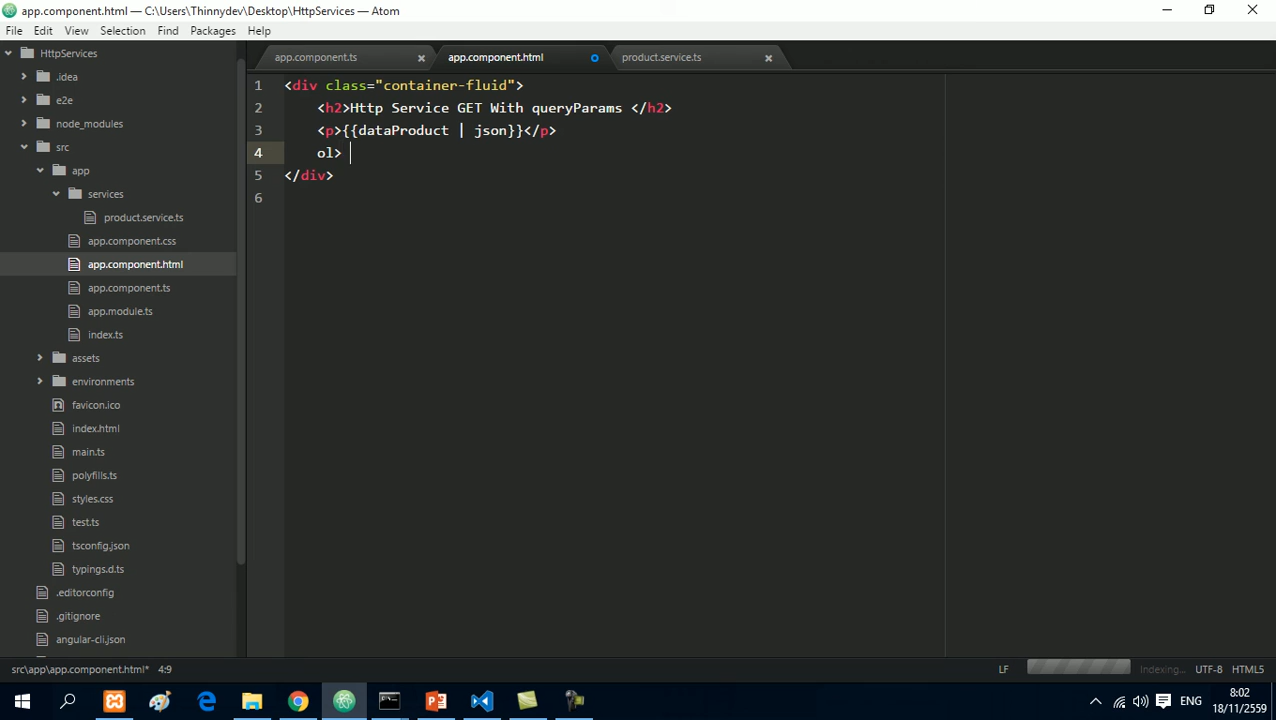 app.component.html — C:\Users\Thinnydev\Desktop\HttpServices — Atom
File Edit View Selection Find Packages Help
HttpServices
.idea
e2e
node_modules
src
app
services
product.service.ts
app.component.css
app.component.html
app.component.ts
app.module.ts
index.ts
assets
environments
favicon.ico
index.html
main.ts
polyfills.ts
styles.css
test.ts
tsconfig.json
typings.d.ts
.editorconfig
.gitignore
angular-cli.json
app.component.ts app.component.html product.service.ts
1 <div class="container-fluid">
2 <h2>Http Service GET With queryParams </h2>
3 <p>{{dataProduct | json}}</p>
4 ol>
5 </div>
6
src\app\app.component.html* 4:9 LF Indexing... UTF-8 HTML5
ENG 8:02
18/11/2559